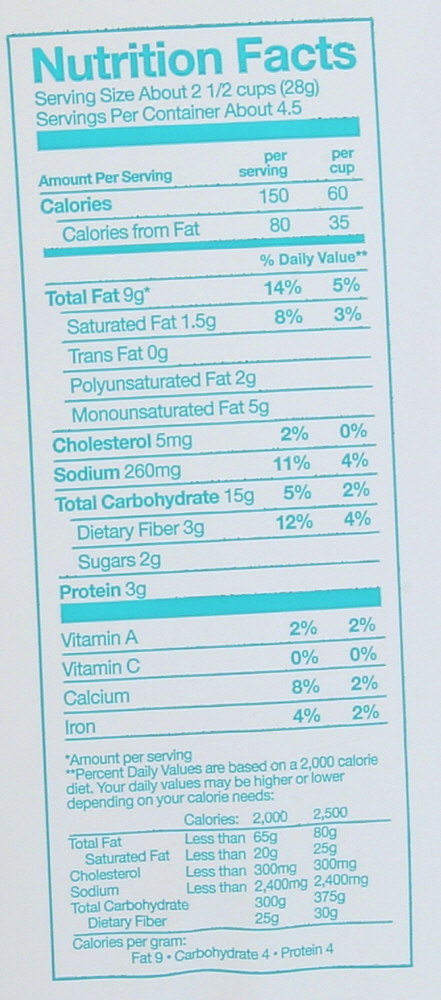 Nutrition Facts
Serving Size About 2 1/2 cups (28g)
Servings Per Container About 4.5
Amount Per Serving per serving per cup
Calories 150 60
Calories from Fat 80 35
% Daily Value**
Total Fat 9g* 14% 5%
Saturated Fat 1.5g 8% 3%
Trans Fat 0g
Polyunsaturated Fat 2g
Monounsaturated Fat 5g
Cholesterol 5mg 2% 0%
Sodium 260mg 11% 4%
Total Carbohydrate 15g 5% 2%
Dietary Fiber 3g 12% 4%
Sugars 2g
Protein 3g
Vitamin A 2% 2%
Vitamin C 0% 0%
Calcium 8% 2%
Iron 4% 2%
*Amount per serving
**Percent Daily Values are based on a 2,000 calorie
diet. Your daily values may be higher or lower
depending on your calorie needs:
Calories: 2,000 2,500
Total Fat Less than 65g 80g
Saturated Fat Less than 20g 25g
Cholesterol Less than 300mg 300mg
Sodium Less than 2,400mg 2,400mg
Total Carbohydrate 300g 375g
Dietary Fiber 25g 30g
Calories per gram:
Fat 9 • Carbohydrate 4 • Protein 4